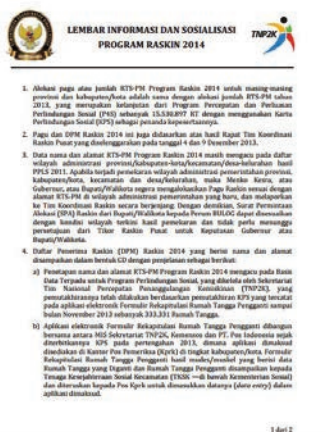 LEMBAR INFORMASI DAN SOSIALISASI
PROGRAM RASKIN 2014
TNP2K
1. Alokasi pagu atau jumlah RTS-PM Program Raskin 2014 untuk masing-masing
provinsi dan kabupaten/kota adalah sama dengan alokasi jumlah RTS-PM tahun
2013, yang merupakan kelanjutan dari Program Percepatan dan Perluasan
Perlindungan Sosial (P4S) sebanyak 15.530.897 RT dengan menggunakan Kartu
Perlindungan Sosial (KPS) sebagai penanda kepesertaannya.
2. Pagu dan DPM Raskin 2014 ini juga didasarkan atas hasil Rapat Tim Koordinasi
Raskin Pusat yang diselenggarakan pada tanggal 4 dan 9 Desember 2013.
3. Data nama dan alamat RTS-PM Program Raskin 2014 masih mengacu pada daftar
wilayah administrasi provinsi/kabupaten/kota/kecamatan/desa-kelurahan hasil
PPLS 2011. Apabila terjadi pemekaran wilayah administrasi pemerintahan provinsi,
kabupaten/kota, kecamatan dan desa/kelurahan, maka Menko Kesra, atau
Gubernur, atau Bupati/Walikota segera mengalokasikan Pagu Raskin sesuai dengan
alamat RTS-PM di wilayah administrasi pemerintahan yang baru, dan melaporkan
ke Tim Koordinasi Raskin secara berjenjang. Dengan demikian, Surat Permintaan
Alokasi (SPA) Raskin dari Bupati/Walikota kepada Perum BULOG dapat disesuaikan
dengan kondisi wilayah terkini hasil pemekaran dan tidak perlu menunggu
persetujuan dari Tikor Raskin Pusat untuk Keputusan Gubernur atau
Bupati/Walikota.
4. Daftar Penerima Raskin (DPM) Raskin 2014 yang berisi nama dan alamat
disampaikan dalam bentuk CD dengan penjelasan sebagai berikut:
a) Penetapan nama dan alamat RTS-PM Program Raskin 2014 mengacu pada Basis
Data Terpadu untuk Program Perlindungan Sosial, yang dikelola oleh Sekretariat
Tim Nasional Percepatan Penanggulangan Kemiskinan (TNP2K), yang
pemutakhirannya telah dilakukan berdasarkan pemutakhiran KPS yang tercatat
pada aplikasi elektronik Formulir Rekapitulasi Rumah Tangga Pengganti sampai
bulan November 2013 sebanyak 333.331 Rumah Tangga.
b) Aplikasi elektronik Formulir Rekapitulasi Rumah Tangga Pengganti dibangun
bersama antara MIS Sekretariat TNP2K, Kemensos dan PT. Pos Indonesia sejak
diterbitkannya KPS pada pertengahan 2013, dimana aplikasi dimaksud
disediakan di Kantor Pos Pemeriksa (Kprk) di tingkat kabupaten/kota. Formulir
Rekapitulasi Rumah Tangga Pengganti hasil mudes/muskel yang berisi data
Rumah Tangga yang Diganti dan Rumah Tangga Pengganti disampaikan kepada
Tenaga Kesejahteraan Sosial Kecamatan (TKSK — di bawah Kementerian Sosial)
dan diteruskan kepada Pos Kprk untuk dimasukkan datanya (data entry) dalam
aplikasi dimaksud.
1 dari 2